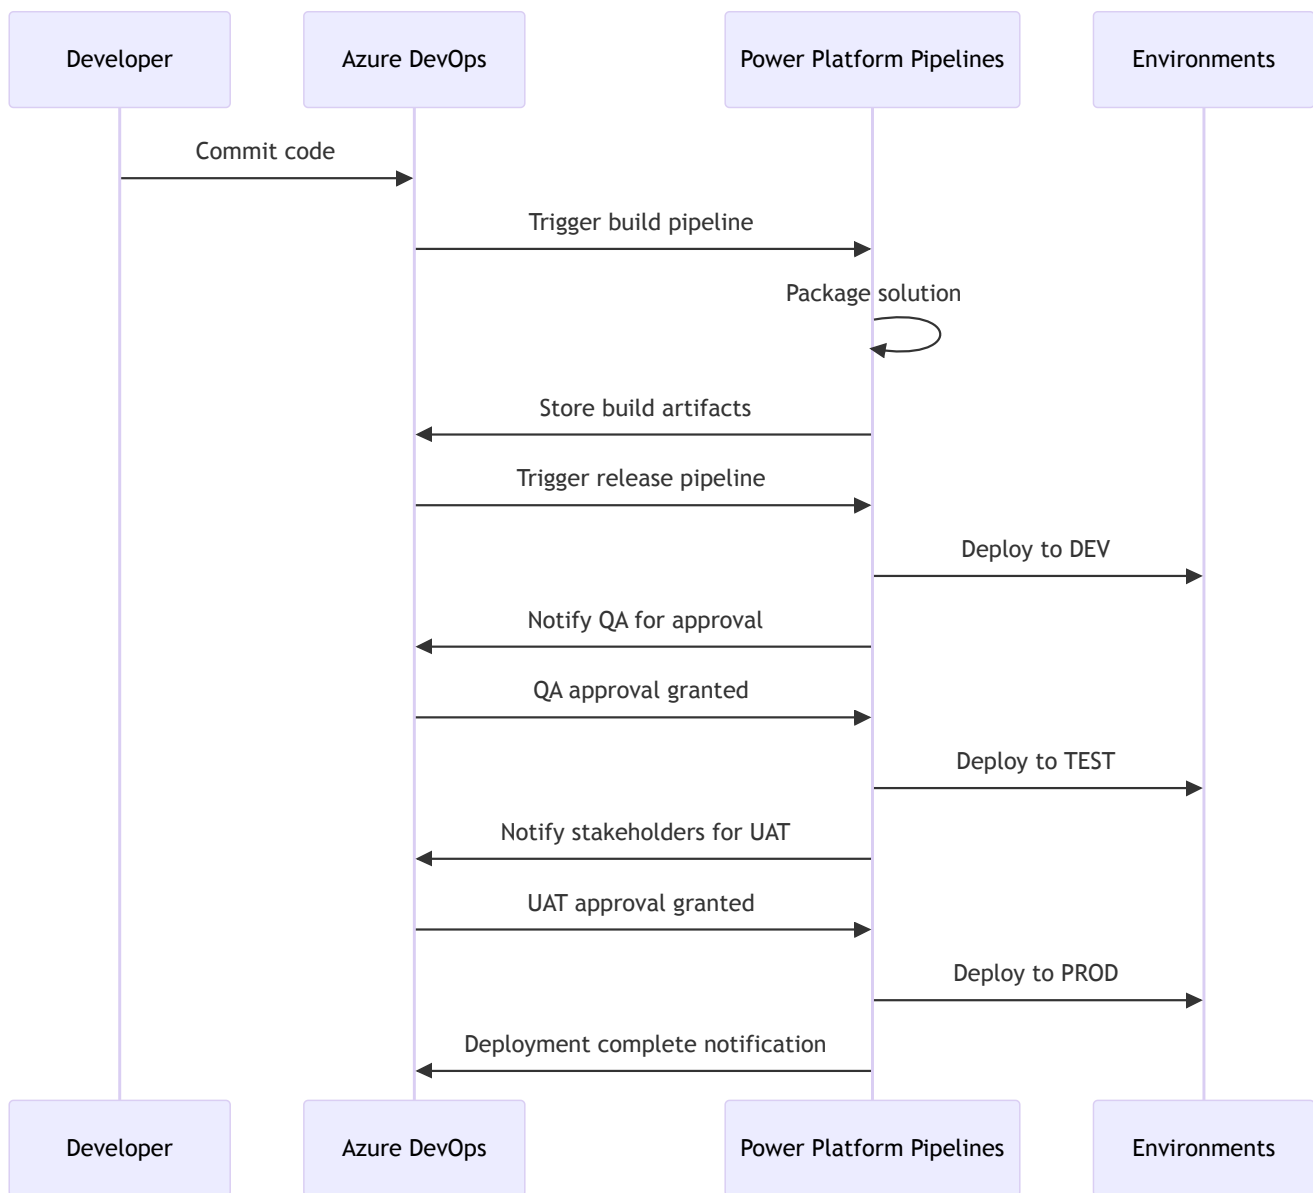 Developer
Azure DevOps
Power Platform Pipelines
Environments
Commit code
Trigger build pipeline
Package solution
Store build artifacts
Trigger release pipeline
Deploy to DEV
Notify QA for approval
QA approval granted
Deploy to TEST
Notify stakeholders for UAT
UAT approval granted
Deploy to PROD
Deployment complete notification
Developer
Azure DevOps
Power Platform Pipelines
Environments